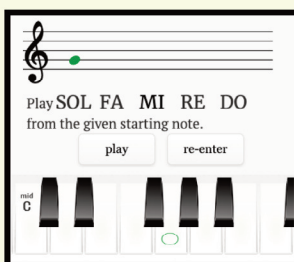 Play SOL FA MI RE DO
from the given starting note.
play re-enter
mid
C